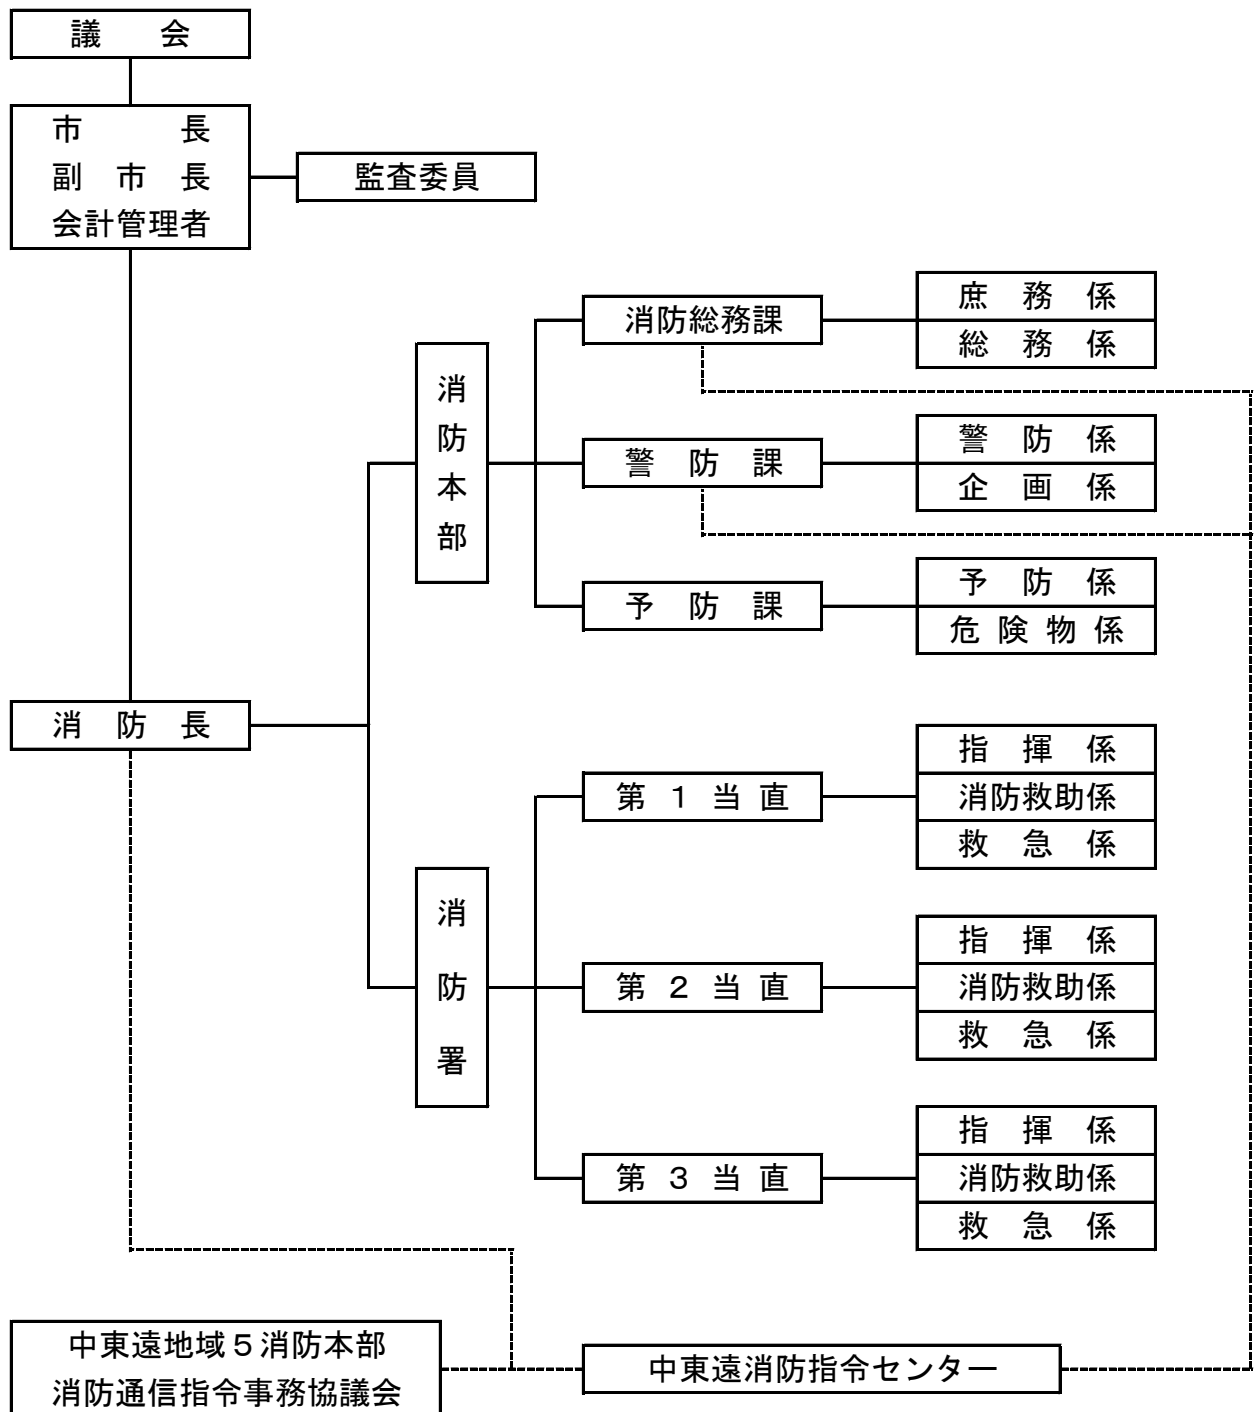 議　会
市　　　長
副　市　長
会計管理者
監査委員
消防総務課
庶　務　係
総　務　係
消防本部
警　防　課
警　防　係
企　画　係
予　防　課
予　防　係
危 険 物 係
消　防　長
消防署
第　１　当　直
指　揮　係
消防救助係
救　急　係
第　２　当　直
指　揮　係
消防救助係
救　急　係
第　３　当　直
指　揮　係
消防救助係
救　急　係
中東遠地域５消防本部
消防通信指令事務協議会
中東遠消防指令センター